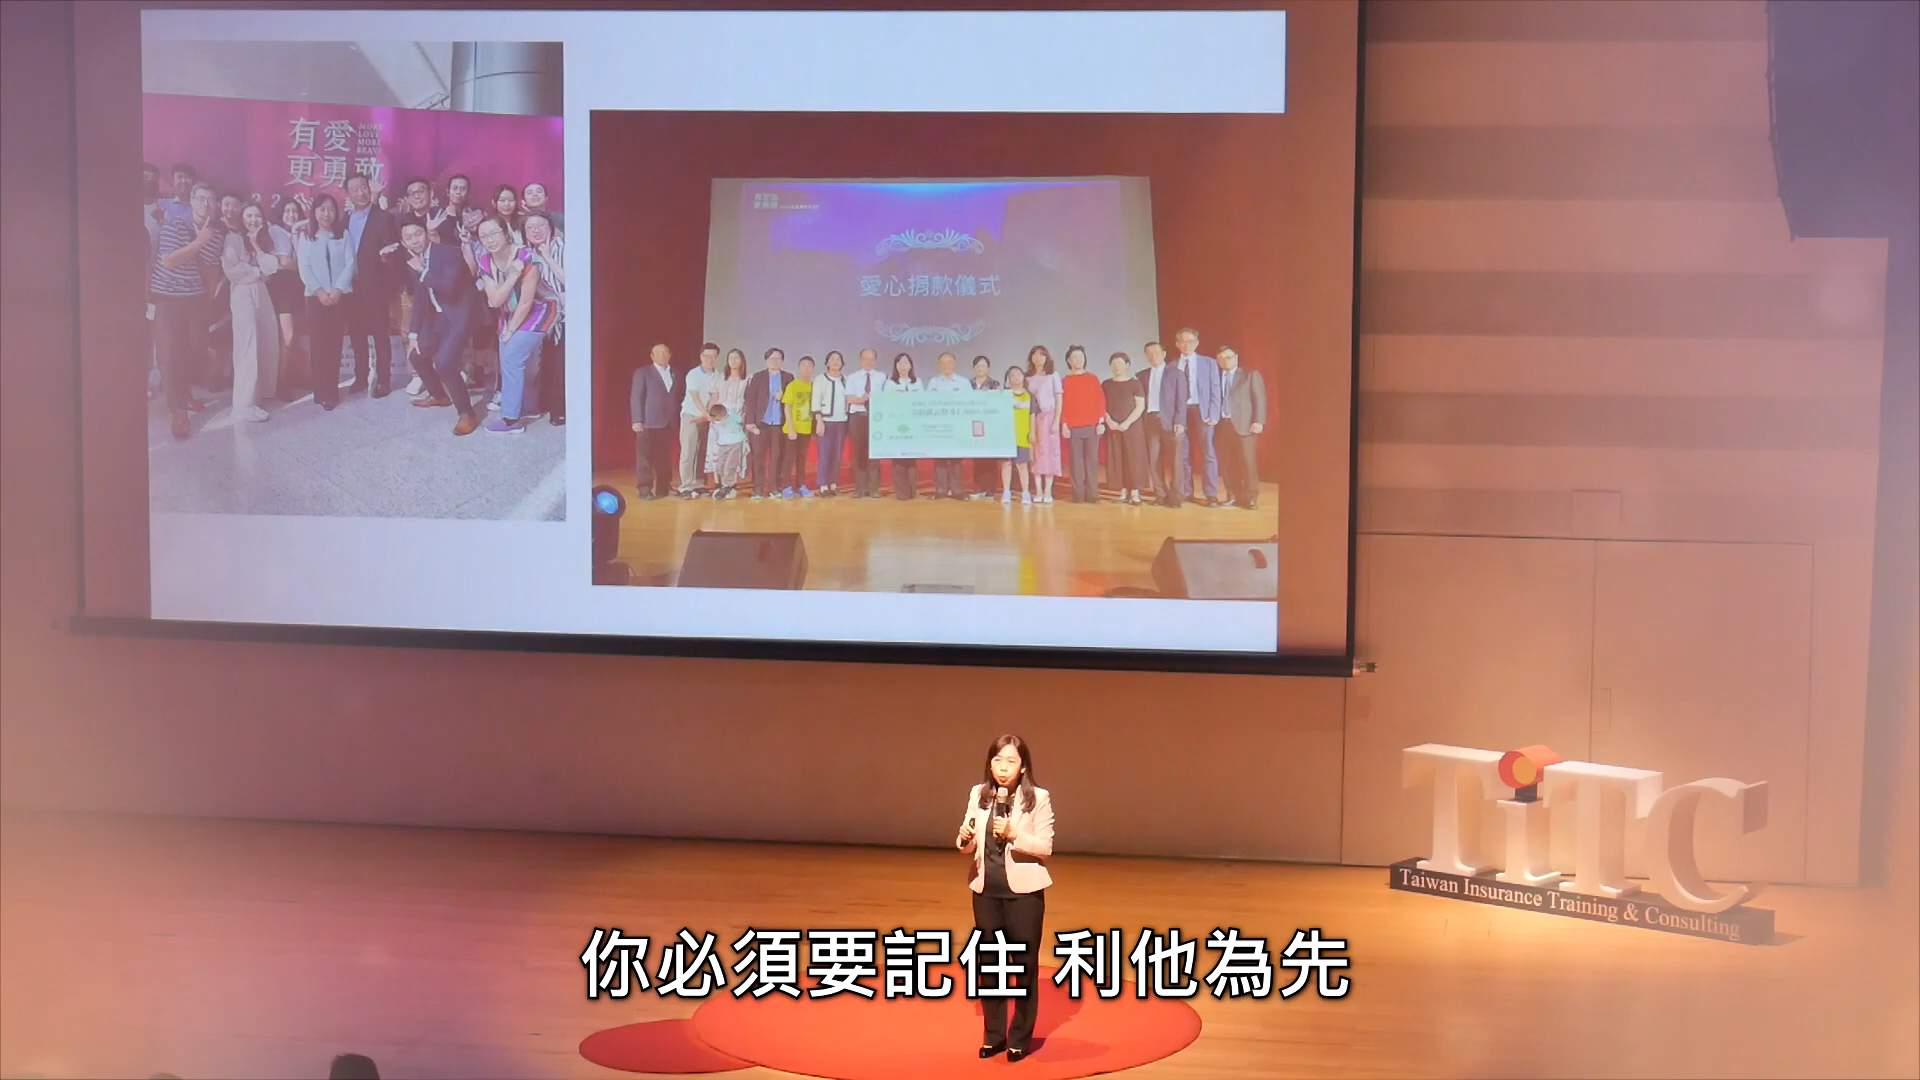 有愛
更勇敢
MORE
LOVE
MORE
BRAVE
愛心捐款儀式
TiTC
Taiwan Insurance Training & Consulting
你必須要記住 利他為先